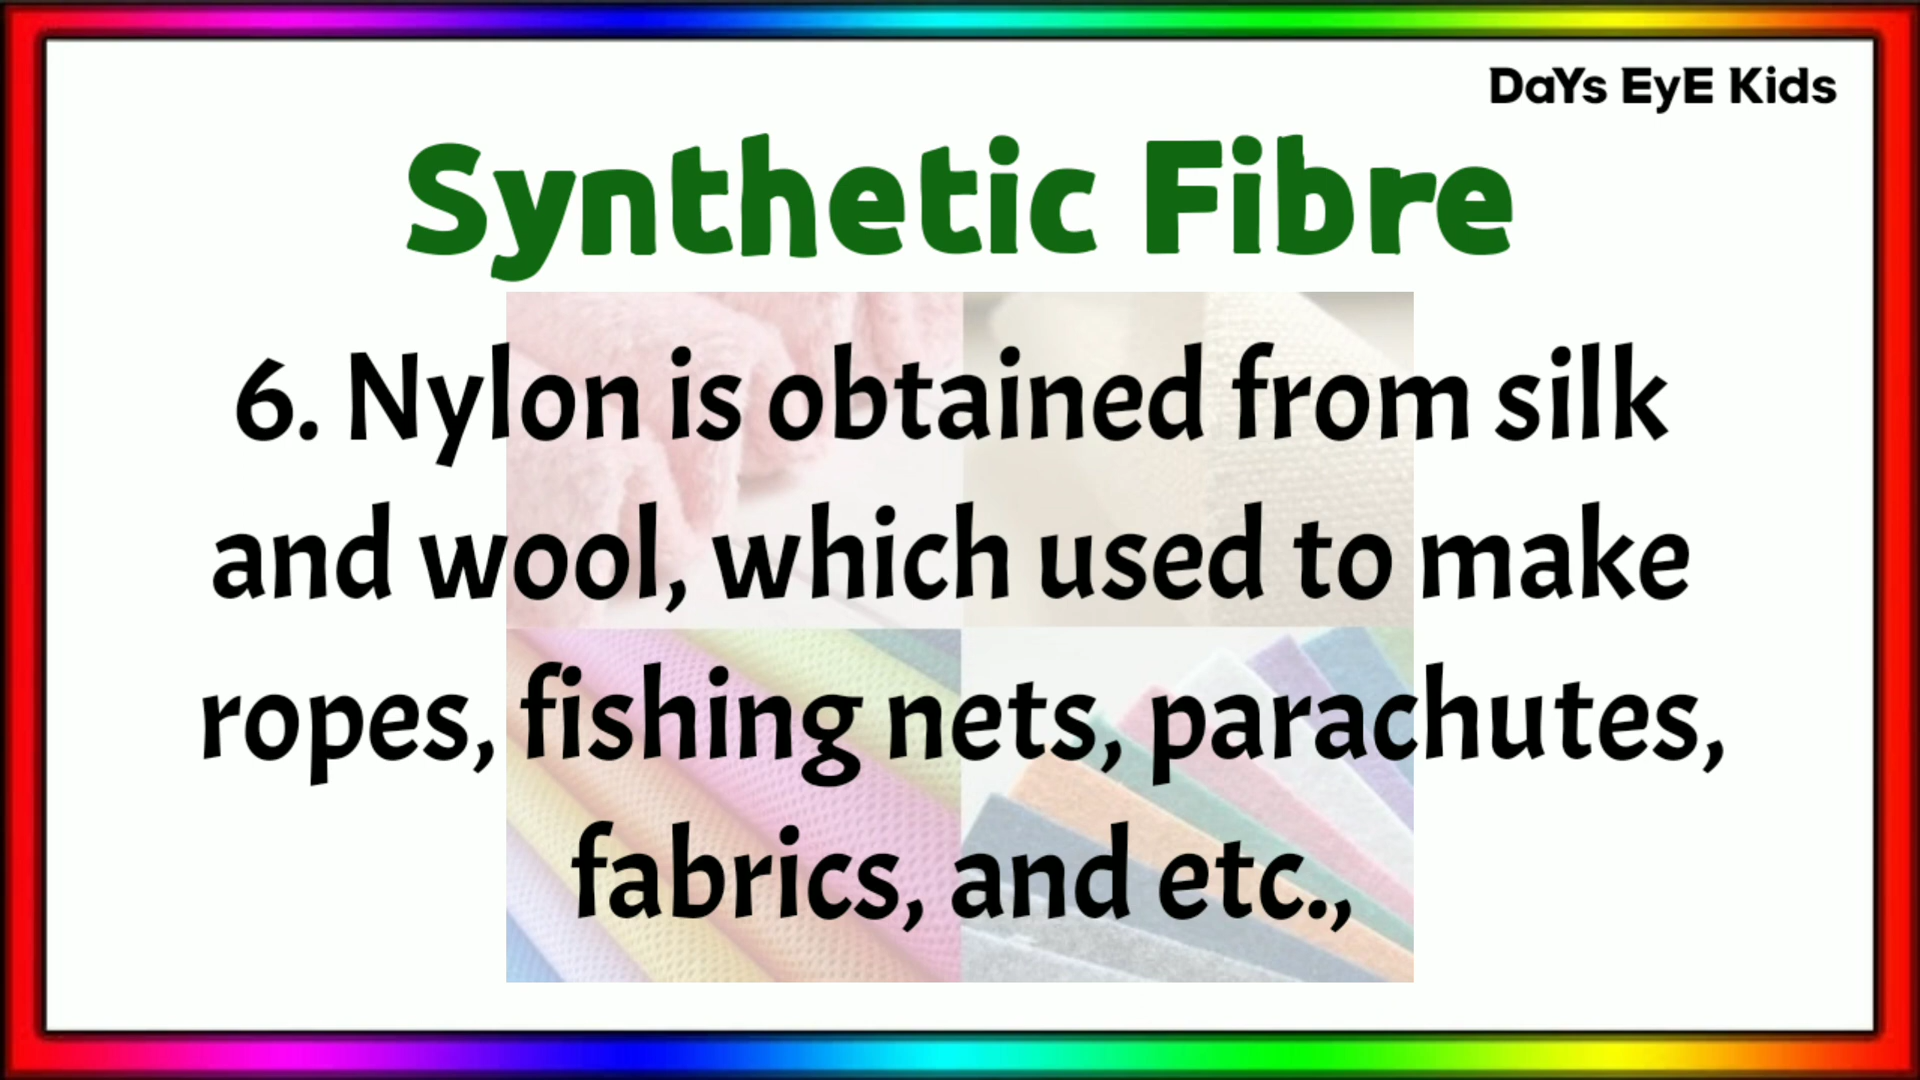 DaYs EyE Kids
Synthetic Fibre
6. Nylon is obtained from silk
and wool, which used to make
ropes, fishing nets, parachutes,
fabrics, and etc.,